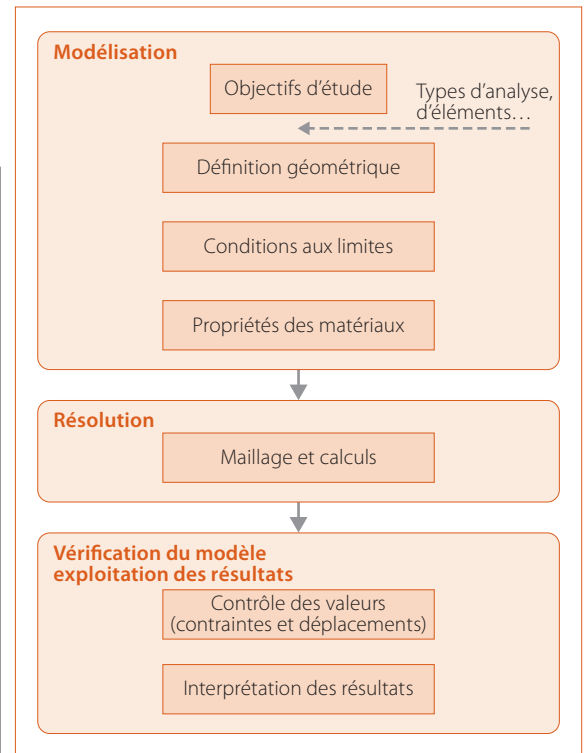 Modélisation
Objectifs d’étude
Types d’analyse,
d’éléments…
Définition géométrique
Conditions aux limites
Propriétés des matériaux
Résolution
Maillage et calculs
Vérification du modèle
exploitation des résultats
Contrôle des valeurs
(contraintes et déplacements)
Interprétation des résultats